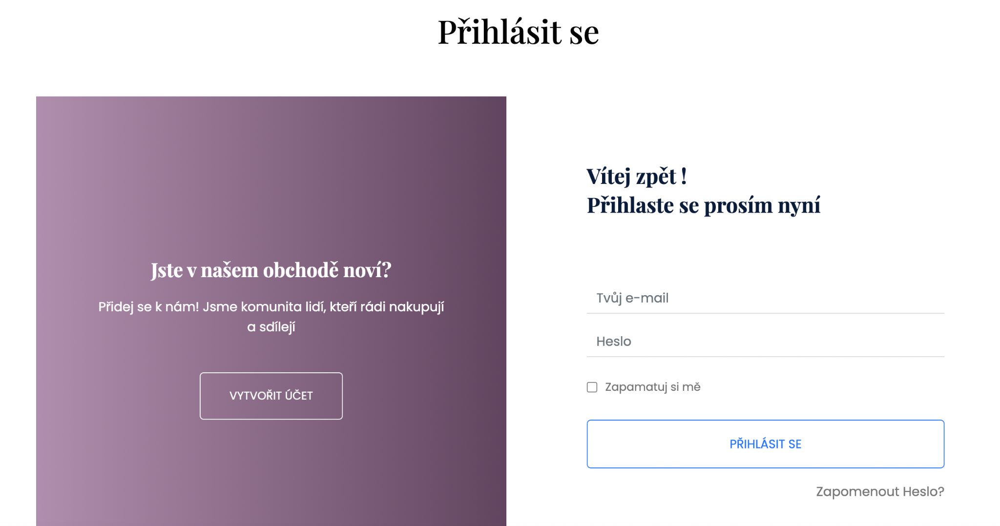 Přihlásit se
Jste v našem obchodě noví?
Přidej se k nám! Jsme komunita lidí, kteří rádi nakupují
a sdílejí
VYTVOŘIT ÚČET
Vítej zpět !
Přihlaste se prosím nyní
Tvůj e-mail
Heslo
Zapamatuj si mě
PŘIHLÁSIT SE
Zapomenout Heslo?